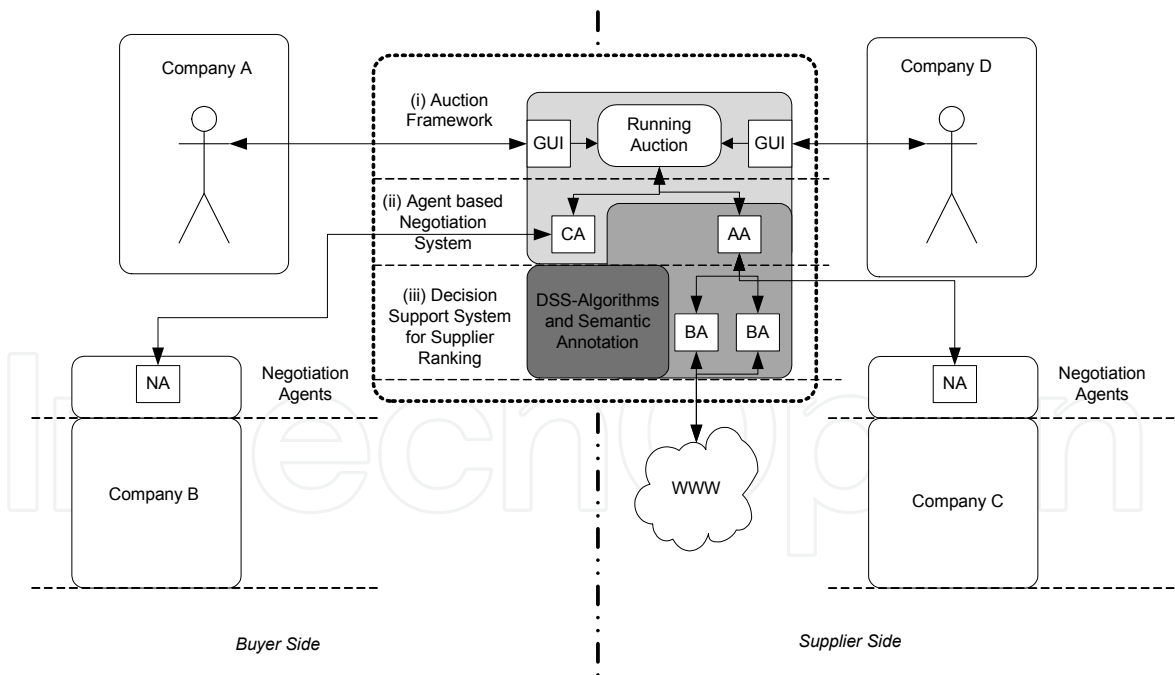 Company A
Company D
(i) Auction
Framework
GUI
Running
Auction
GUI
(ii) Agent based
Negotiation
System
CA
AA
(iii) Decision
Support System
for Supplier
Ranking
DSS-Algorithms
and Semantic
Annotation
BA
BA
NA
Negotiation
Agents
NA
Negotiation
Agents
Company B
WWW
Company C
Buyer Side
Supplier Side
IntechOpen